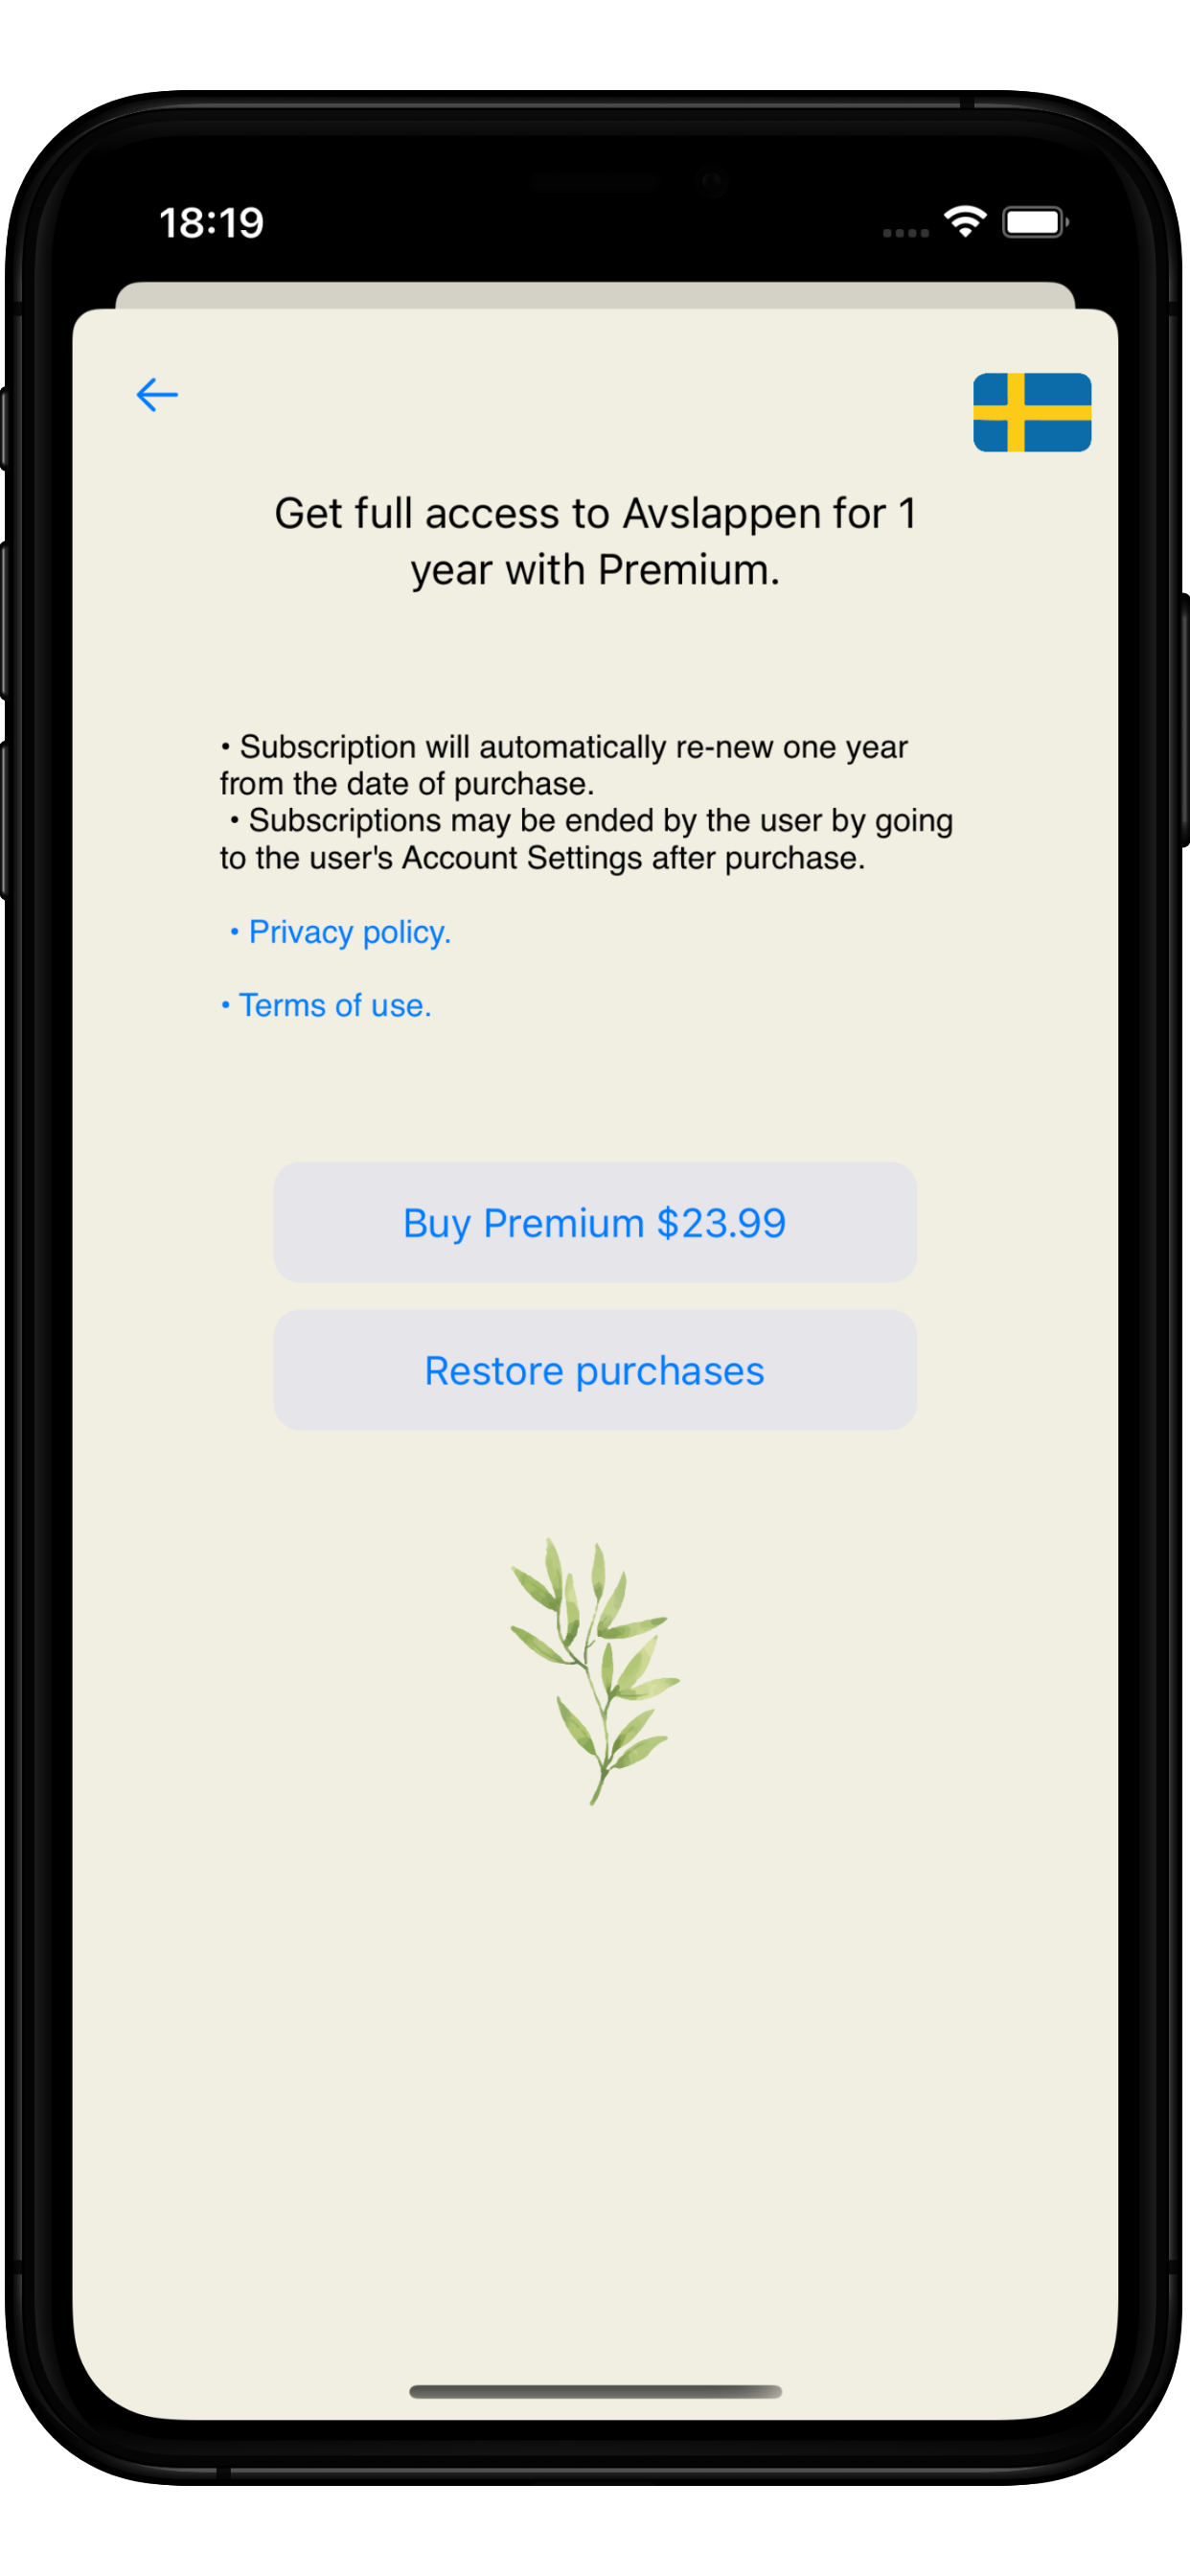 18:19
Get full access to Avslappen for 1
year with Premium.
• Subscription will automatically re-new one year
from the date of purchase.
• Subscriptions may be ended by the user by going
to the user's Account Settings after purchase.
• Privacy policy.
• Terms of use.
Buy Premium $23.99
Restore purchases